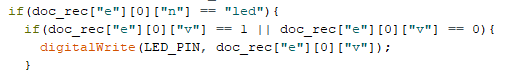 if(doc_rec["e"][0]["n"] == "led"){
if(doc_rec["e"][0]["v"] == 1 || doc_rec["e"][0]["v"] == 0){
digitalWrite(LED_PIN, doc_rec["e"][0]["v"]);
}